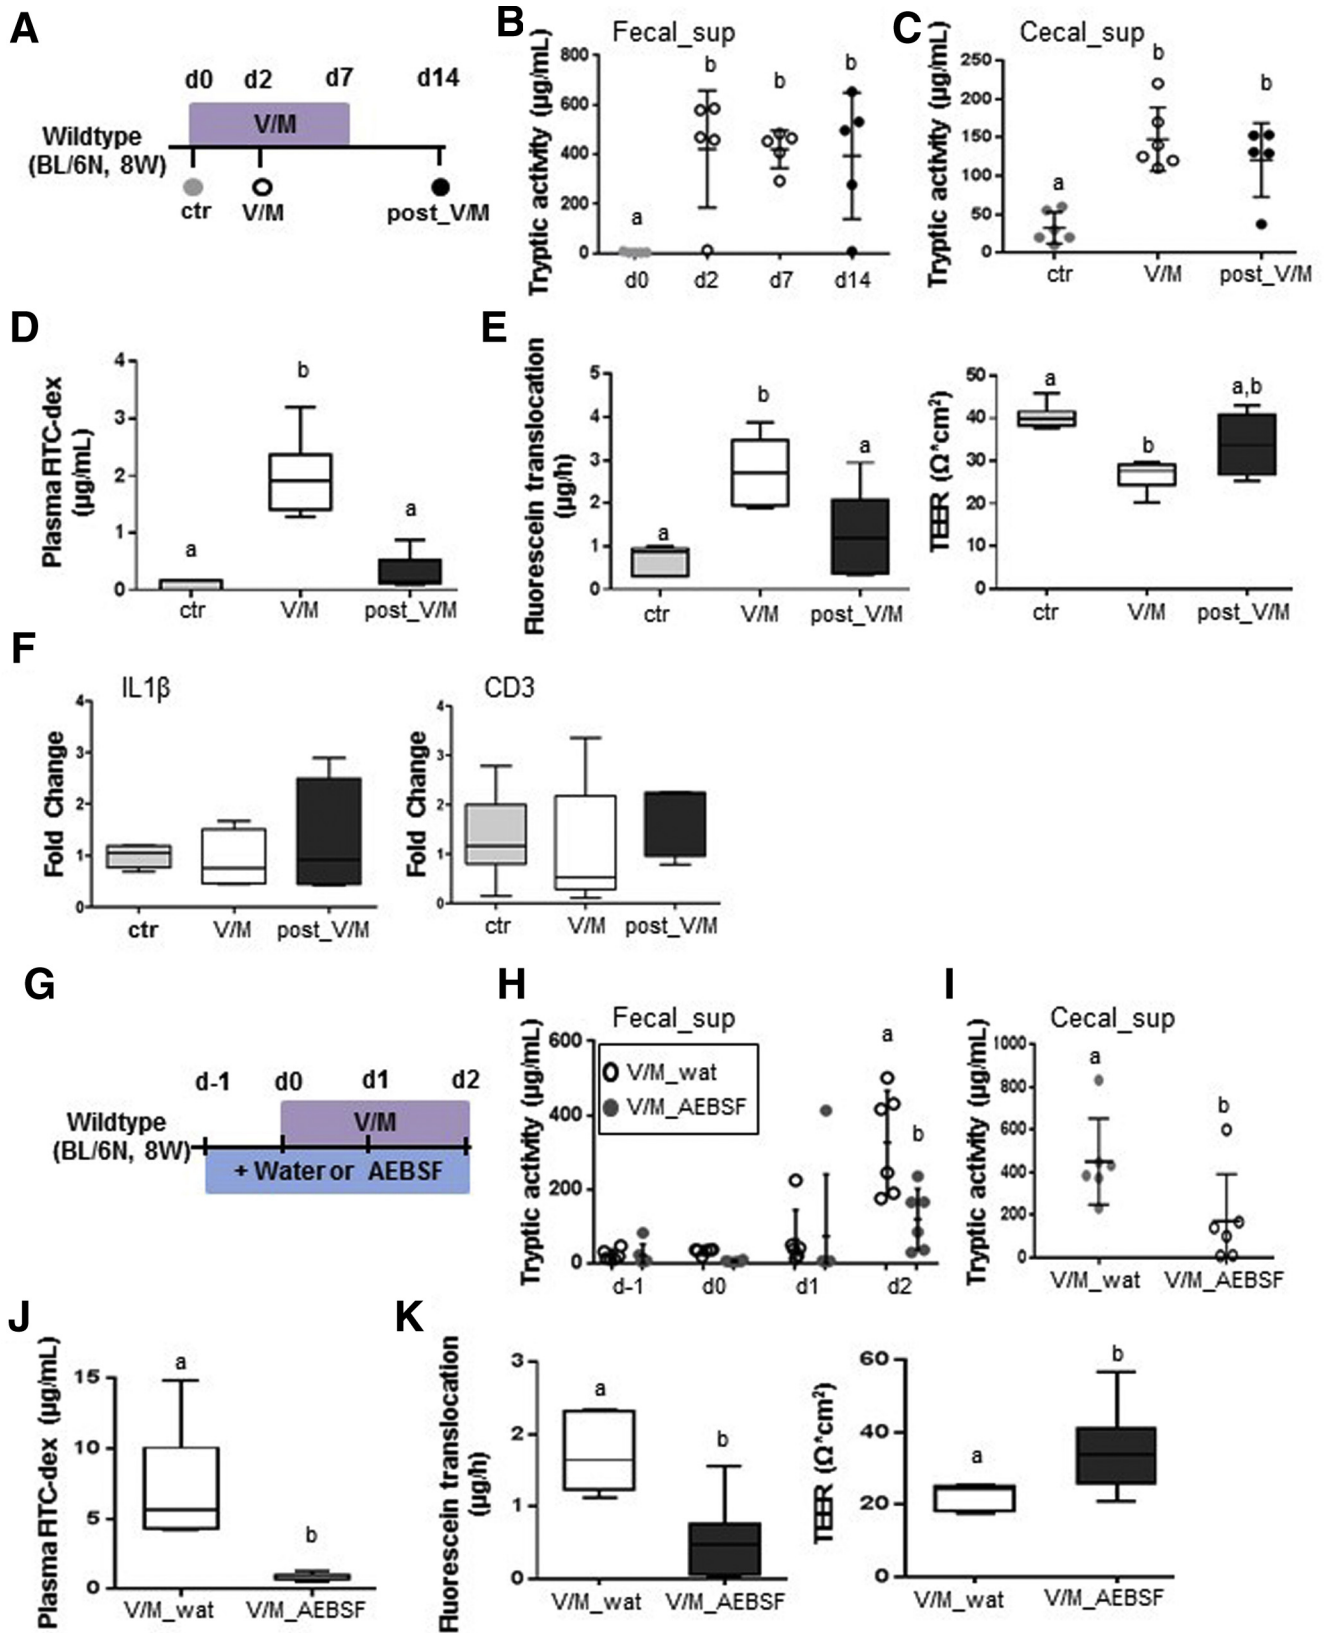 A
d0 d2 d7 d14
V/M
Wildtype
(BL/6N, 8W)
ctr V/M post_V/M
B
Fecal_sup
Tryptic activity (µg/mL)
800
600
400
200
0
a b b b
d0 d2 d7 d14
C
Cecal_sup
Tryptic activity (µg/mL)
250
200
150
100
50
0
a b b
ctr V/M post_V/M
D
Plasma FITC-dex
(µg/mL)
4
3
2
1
0
a b a
ctr V/M post_V/M
E
Fluorescein translocation
(µg/h)
5
4
3
2
1
0
a b a
ctr V/M post_V/M
TEER (Ω*cm²)
50
40
30
20
10
0
a b a,b
ctr V/M post_V/M
F
IL1β
Fold Change
4
3
2
1
0
ctr V/M post_V/M
CD3
Fold Change
4
3
2
1
0
ctr V/M post_V/M
G
d-1 d0 d1 d2
V/M
Wildtype
(BL/6N, 8W)
+ Water or AEBSF
H
Fecal_sup
Tryptic activity (µg/mL)
600
400
200
0
V/M_wat
V/M_AEBSF
a
b
d-1 d0 d1 d2
I
Cecal_sup
Tryptic activity (µg/mL)
1000
800
600
400
200
0
a b
V/M_wat V/M_AEBSF
J
Plasma FITC-dex (µg/mL)
15
10
5
0
a b
V/M_wat V/M_AEBSF
K
Fluorescein translocation
(µg/h)
3
2
1
0
a b
V/M_wat V/M_AEBSF
TEER (Ω*cm²)
60
40
20
0
a b
V/M_wat V/M_AEBSF